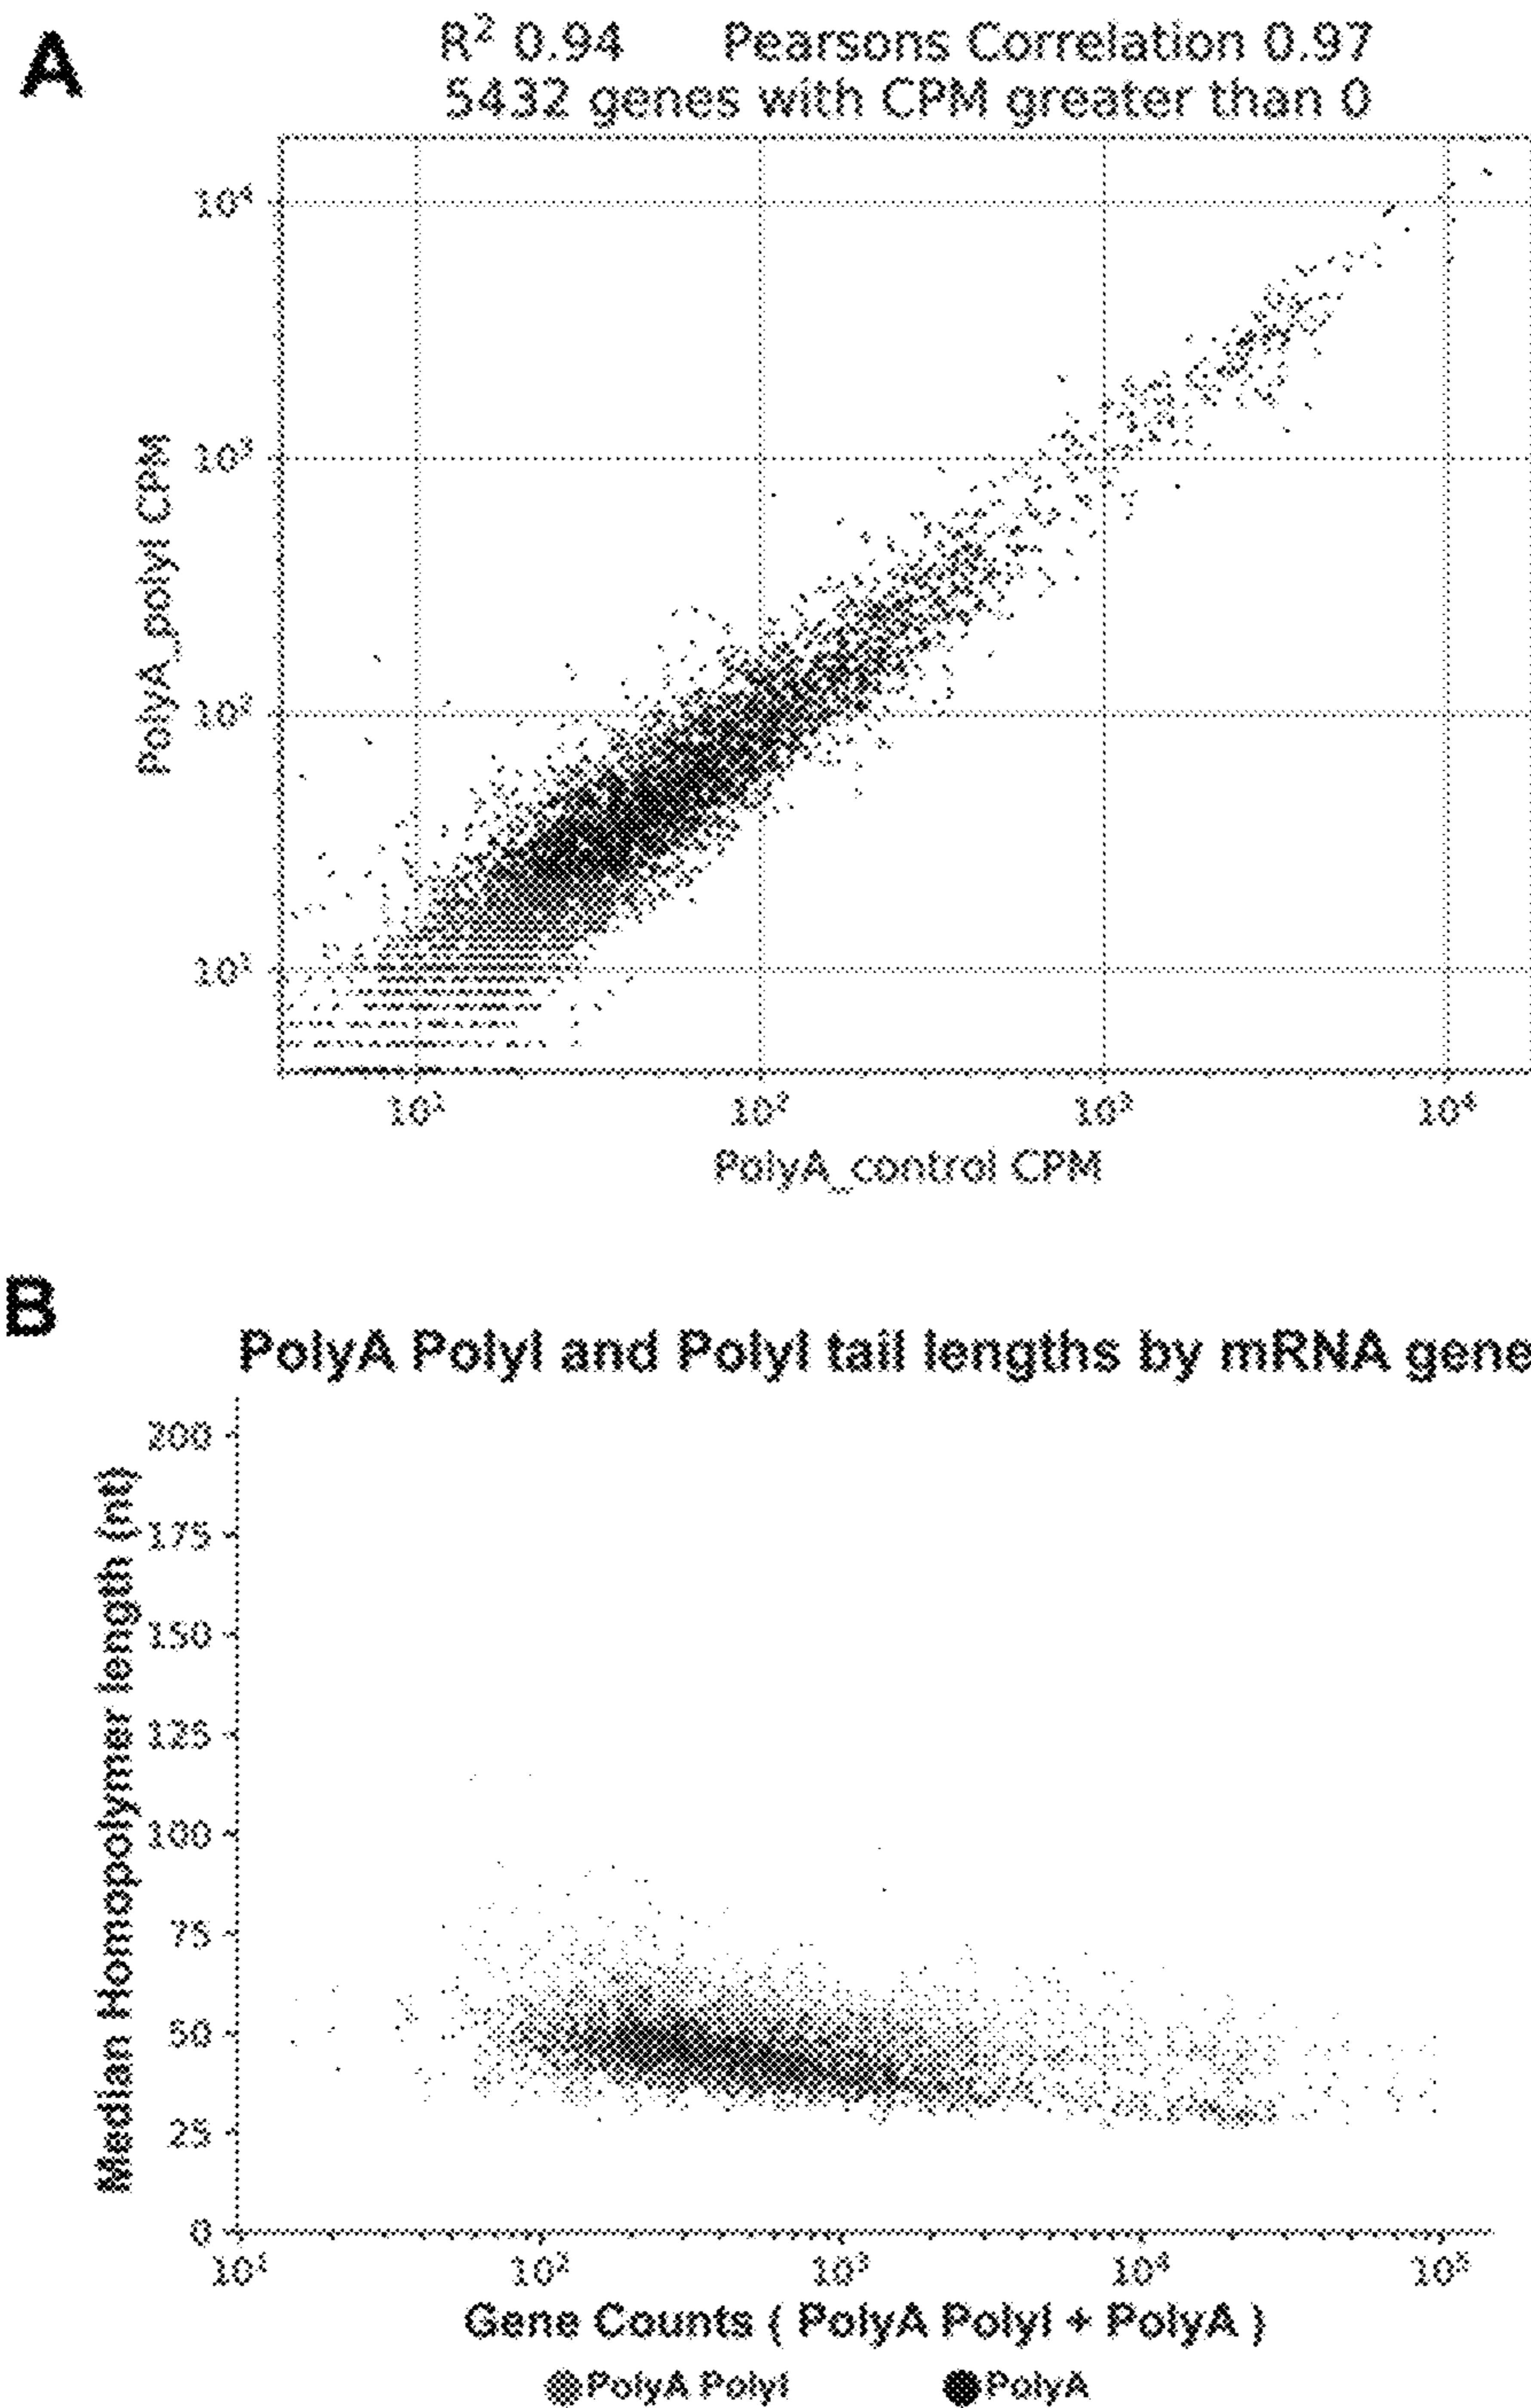 A
R² 0.94 Pearsons Correlation 0.97
5432 genes with CPM greater than 0
10⁴
10³
10²
10¹
PolyA_polyI CPM
10¹ 10² 10³ 10⁴
PolyA_control CPM
B
PolyA PolyI and PolyI tail lengths by mRNA gene
200
175
150
125
100
75
50
25
0
Median Homopolymer length (nt)
10¹ 10² 10³ 10⁴ 10⁵
Gene Counts ( PolyA PolyI + PolyA )
PolyA PolyI PolyA